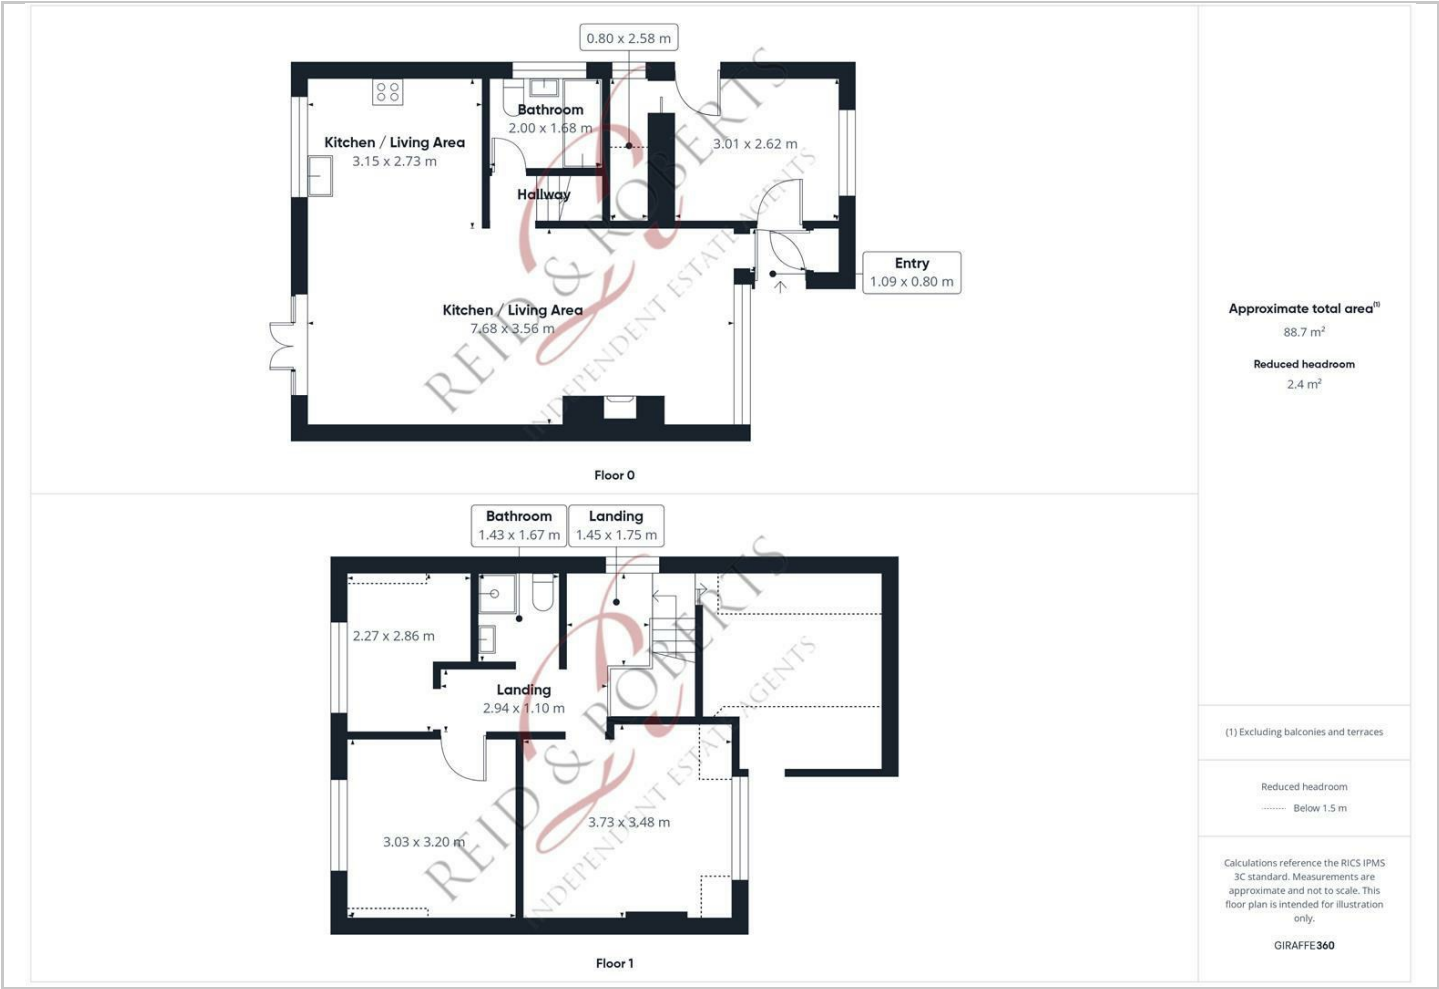 0.80 x 2.58 m
Bathroom
2.00 x 1.68 m
Kitchen / Living Area
3.15 x 2.73 m
3.01 x 2.62 m
Hallway
Entry
1.09 x 0.80 m
Kitchen / Living Area
7.68 x 3.56 m
REID & ROBERTS
INDEPENDENT ESTATE AGENTS
Floor 0
Bathroom
1.43 x 1.67 m
Landing
1.45 x 1.75 m
2.27 x 2.86 m
Landing
2.94 x 1.10 m
3.03 x 3.20 m
3.73 x 3.48 m
REID & ROBERTS
INDEPENDENT ESTATE AGENTS
Floor 1
Approximate total area(1)
88.7 m²
Reduced headroom
2.4 m²
(1) Excluding balconies and terraces
Reduced headroom
Below 1.5 m
Calculations reference the RICS IPMS
3C standard. Measurements are
approximate and not to scale. This
floor plan is intended for illustration
only.
GIRAFFE360